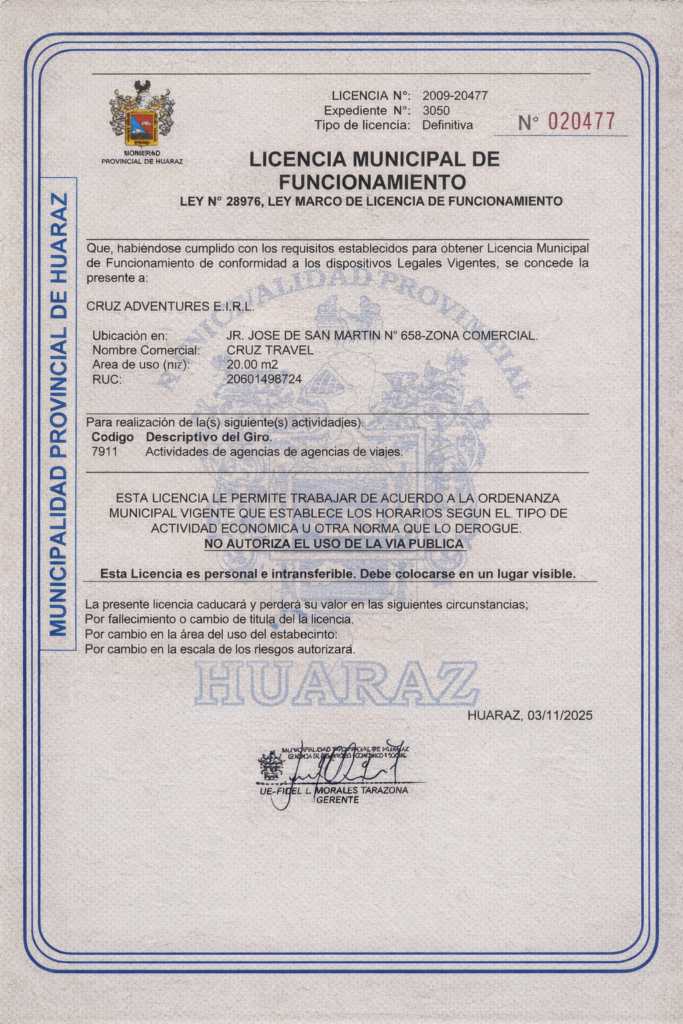 LICENCIA N°: 2009-20477
Expediente N°: 3050
Tipo de licencia: Definitiva
N° 020477
PROVINCIAL DE HUARAZ
LICENCIA MUNICIPAL DE
FUNCIONAMIENTO
LEY N° 28976, LEY MARCO DE LICENCIA DE FUNCIONAMIENTO
MUNICIPALIDAD PROVINCIAL DE HUARAZ
Que, habiéndose cumplido con los requisitos establecidos para obtener Licencia Municipal
de Funcionamiento de conformidad a los dispositivos Legales Vigentes, se concede la
presente a:
CRUZ ADVENTURES E.I.R.L.
Ubicación en: JR. JOSE DE SAN MARTIN N° 658-ZONA COMERCIAL.
Nombre Comercial: CRUZ TRAVEL
Area de uso 20.00 m2
RUC: 20601498724
Para realización de la(s) siguiente(s) actividad(es)
Codigo Descriptivo del Giro.
7911 Actividades de agencias de agencias de viajes.
ESTA LICENCIA LE PERMITE TRABAJAR DE ACUERDO A LA ORDENANZA
MUNICIPAL VIGENTE QUE ESTABLECE LOS HORARIOS SEGUN EL TIPO DE
ACTIVIDAD ECONOMICA U OTRA NORMA QUE LO DEROGUE.
NO AUTORIZA EL USO DE LA VIA PUBLICA
Esta Licencia es personal e intransferible. Debe colocarse en un lugar visible.
La presente licencia caducará y perderá su valor en las siguientes circunstancias;
Por fallecimiento o cambio de titula del la licencia.
Por cambio en la área del uso del estabecinto:
Por cambio en la escala de los riesgos autorizará.
HUARAZ
HUARAZ, 03/11/2025
UE-FIDEL L. MORALES TARAZONA
GERENTE